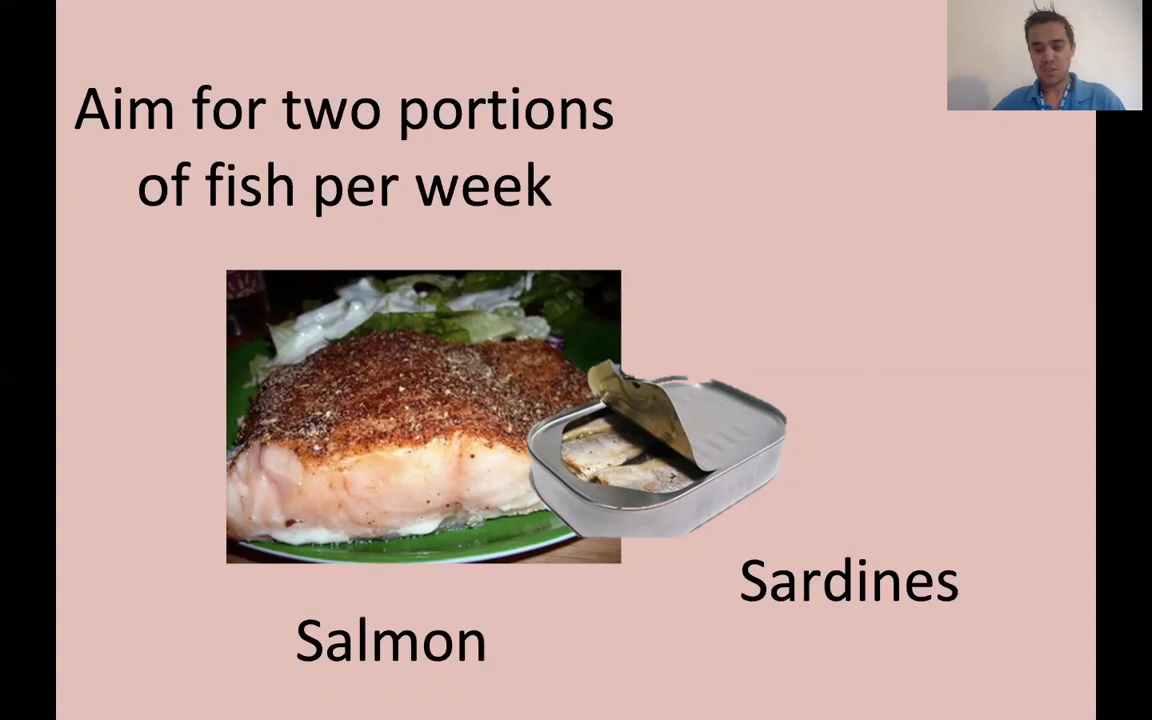 Aim for two portions
of fish per week
Sardines
Salmon